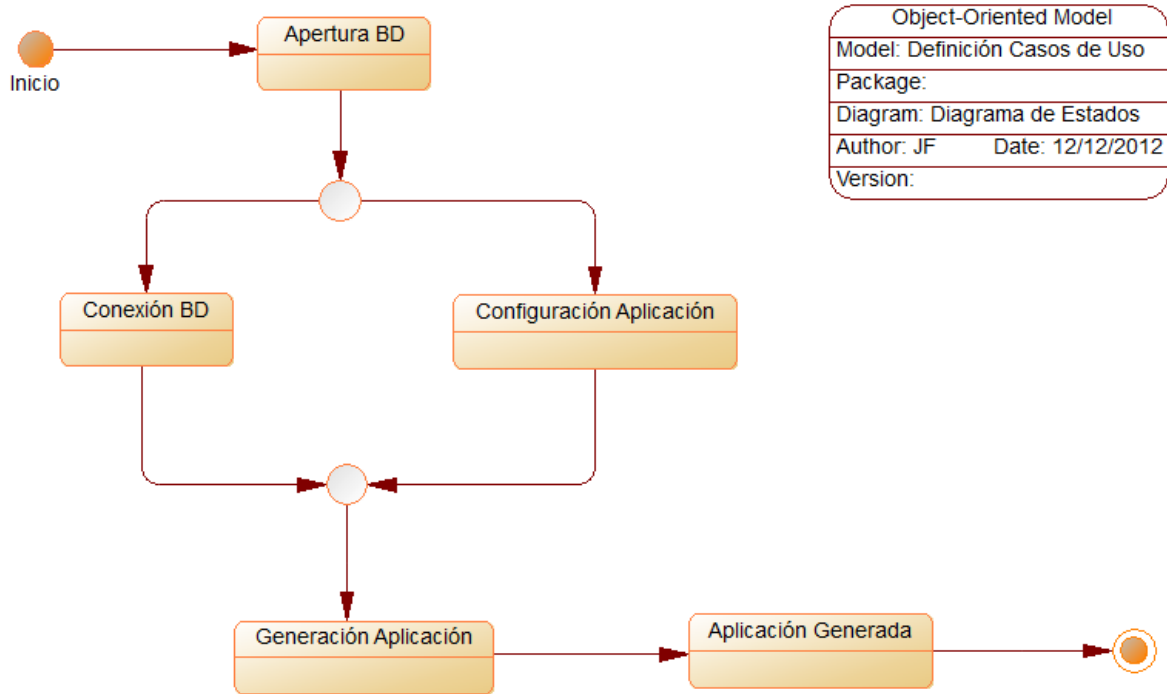 Apertura BD
Inicio
Object-Oriented Model
Model: Definición Casos de Uso
Package:
Diagram: Diagrama de Estados
Author: JF Date: 12/12/2012
Version:
Conexión BD
Configuración Aplicación
Generación Aplicación
Aplicación Generada